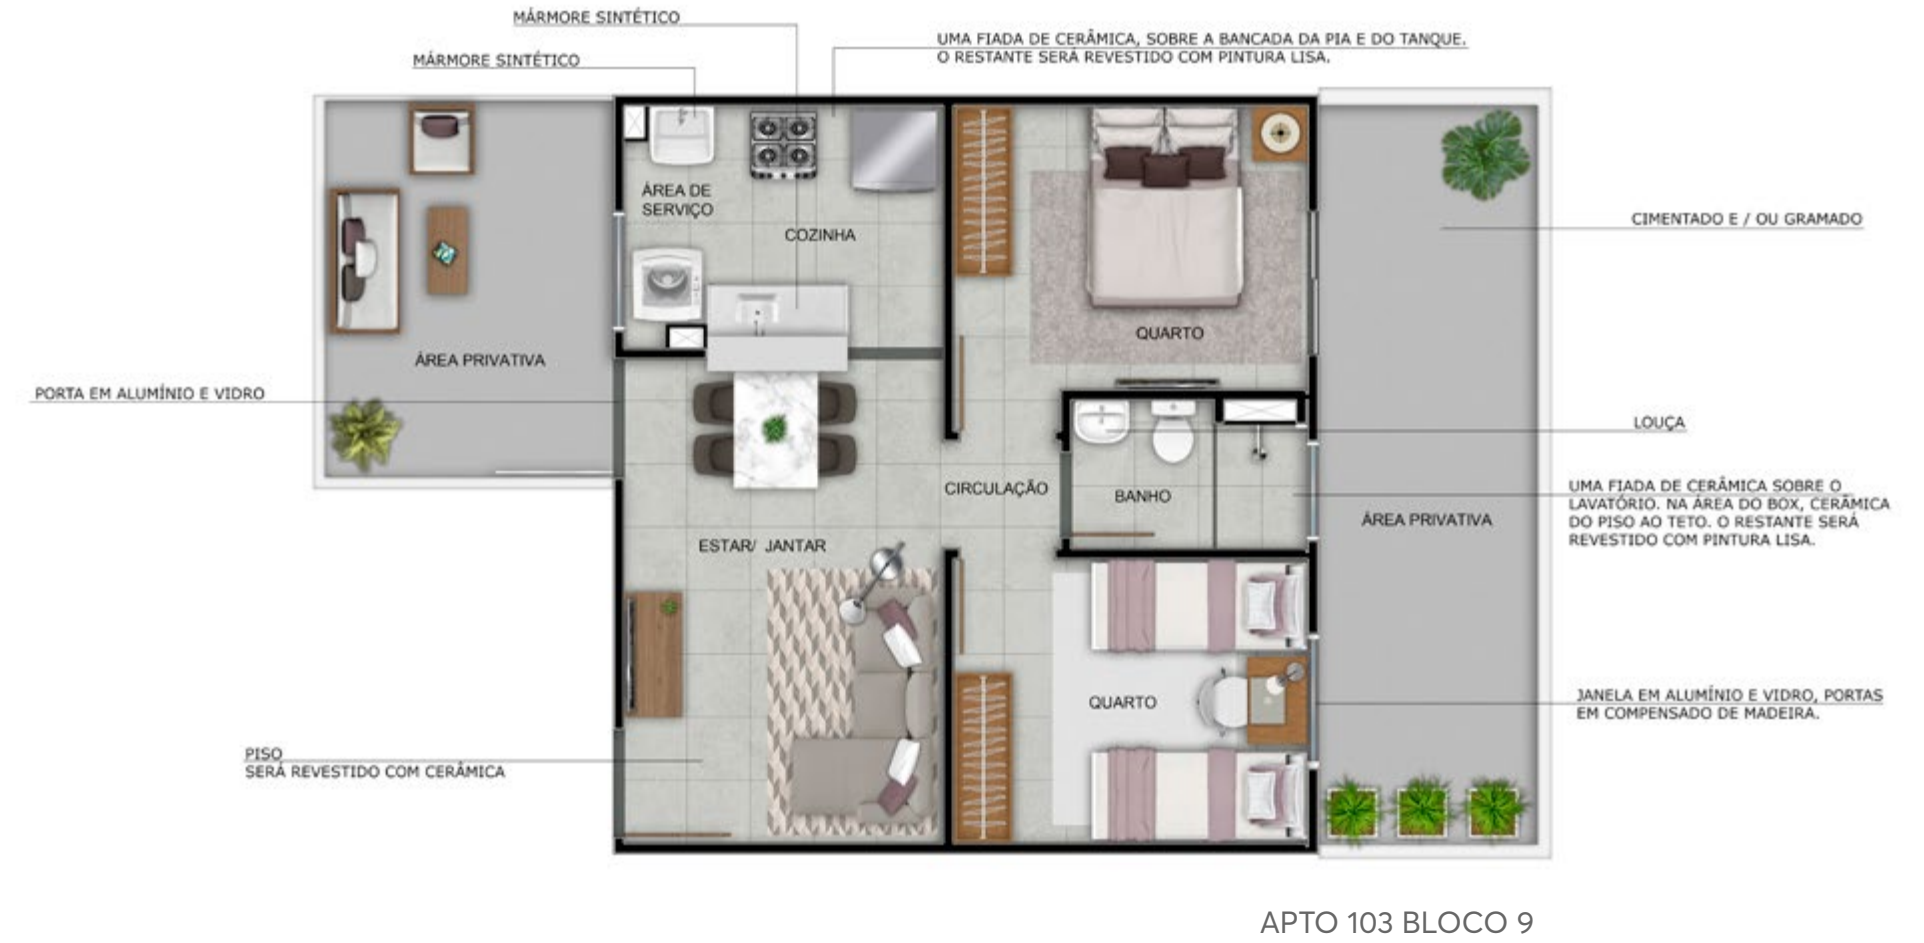 MÁRMORE SINTÉTICO
MÁRMORE SINTÉTICO
UMA FIADA DE CERÂMICA, SOBRE A BANCADA DA PIA E DO TANQUE.
O RESTANTE SERÁ REVESTIDO COM PINTURA LISA.
ÁREA DE
SERVIÇO
COZINHA
CIMENTADO E / OU GRAMADO
QUARTO
ÁREA PRIVATIVA
PORTA EM ALUMÍNIO E VIDRO
LOUÇA
CIRCULAÇÃO
BANHO
UMA FIADA DE CERÂMICA SOBRE O
LAVATÓRIO. NA ÁREA DO BOX, CERÂMICA
DO PISO AO TETO. O RESTANTE SERÁ
REVESTIDO COM PINTURA LISA.
ÁREA PRIVATIVA
ESTAR/ JANTAR
QUARTO
JANELA EM ALUMÍNIO E VIDRO, PORTAS
EM COMPENSADO DE MADEIRA.
PISO
SERÁ REVESTIDO COM CERÂMICA
APTO 103 BLOCO 9